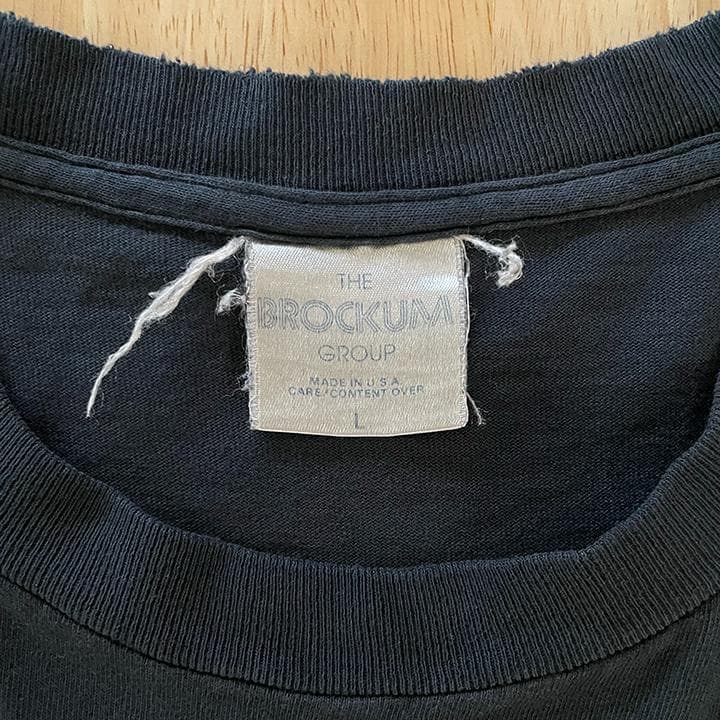 THE
BROCKUM
GROUP
MADE IN U.S.A.
CARE/CONTENT OVER
L